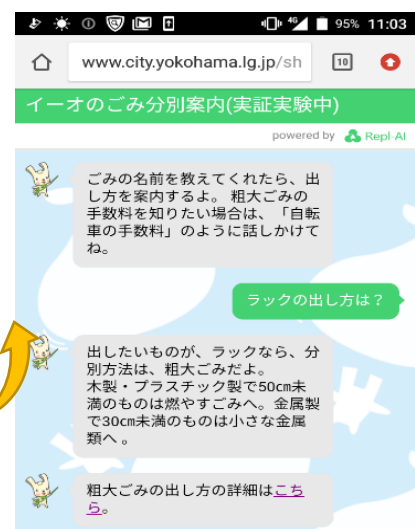 95% 11:03
www.city.yokohama.lg.jp/sh
10
イーオのごみ分別案内(実証実験中)
powered by Repl-AI
ごみの名前を教えてくれたら、出
し方を案内するよ。 粗大ごみの
手数料を知りたい場合は、「自転
車の手数料」のように話しかけて
ね。
ラックの出し方は？
出したいものが、ラックなら、分
別方法は、粗大ごみだよ。
木製・プラスチック製で50cm未
満のものは燃やすごみへ。金属製
で30cm未満のものは小さな金属
類へ 。
粗大ごみの出し方の詳細はこち
ら。